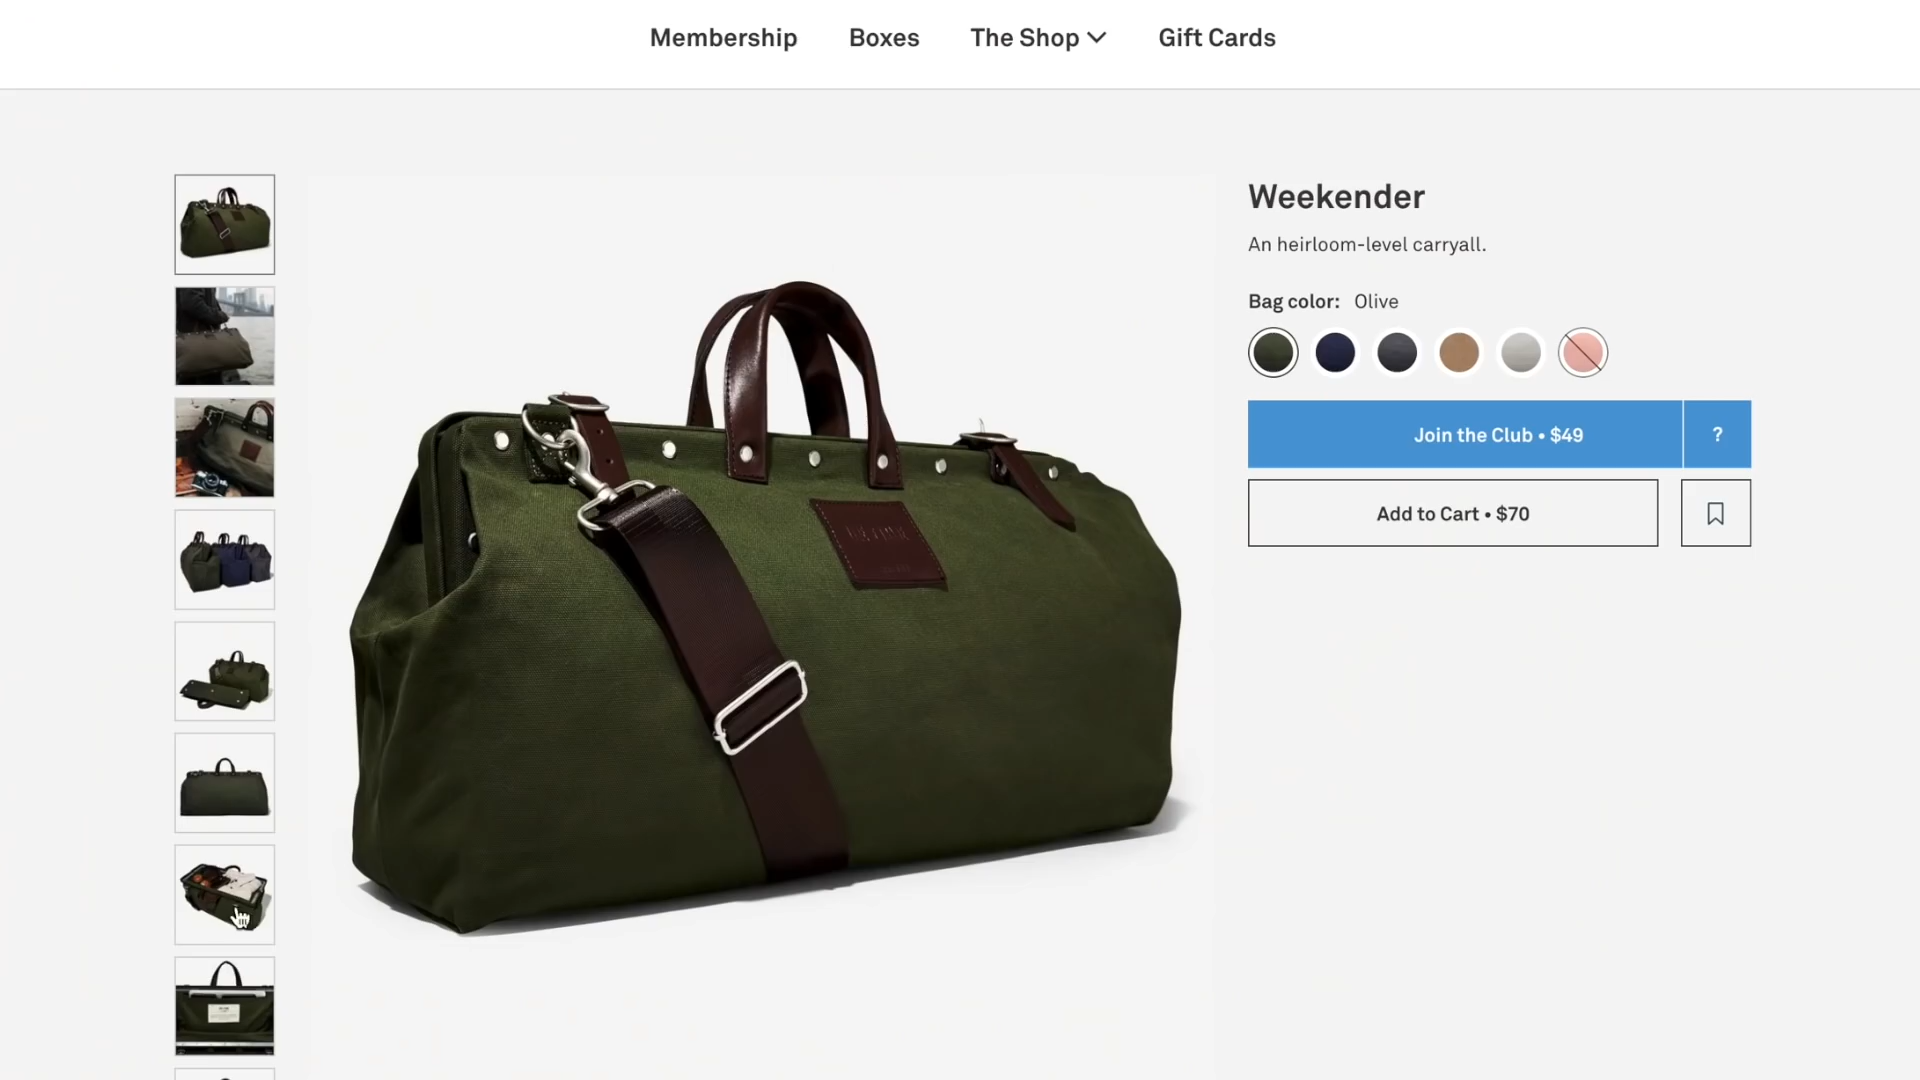 Membership
Boxes
The Shop
Gift Cards
Weekender
An heirloom-level carryall.
Bag color: Olive
Join the Club • $49
?
Add to Cart • $70